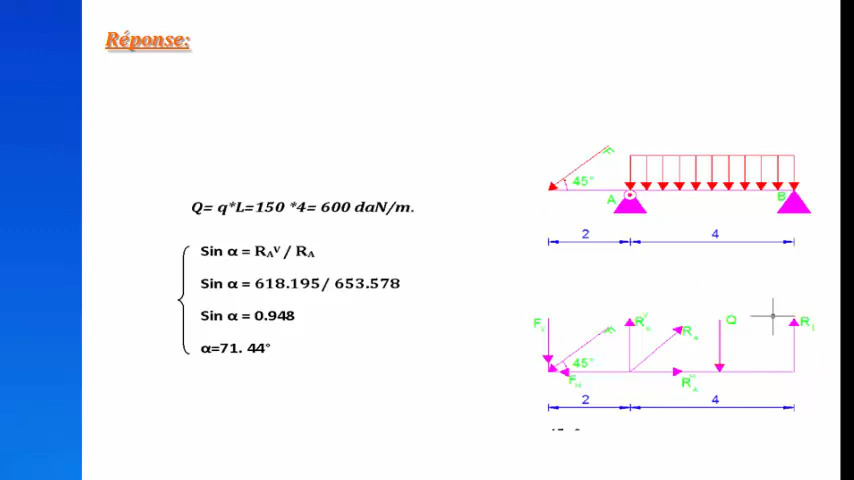 Réponse:
Q= q*L=150 *4= 600 daN/m.
Sin α = R_A^V / R_A
Sin α = 618.195/ 653.578
Sin α = 0.948
α=71. 44°
F
45°
A
B
2
4
F
R
R
Q
R
F
45°
F
R
2
4